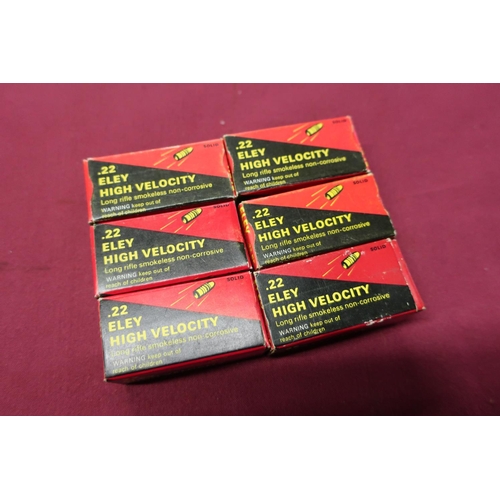 SOLID
.22
ELEY
HIGH VELOCITY
Long rifle smokeless non-corrosive
WARNING keep out of
reach of children
SOLID
.22
ELEY
HIGH VELOCITY
Long rifle smokeless non-corrosive
WARNING keep out of
reach of children
SOLID
.22
ELEY
HIGH VELOCITY
Long rifle smokeless non-corrosive
WARNING keep out of
reach of children
SOLID
.22
ELEY
HIGH VELOCITY
Long rifle smokeless non-corrosive
WARNING keep out of
reach of children
SOLID
.22
ELEY
HIGH VELOCITY
Long rifle smokeless non-corrosive
WARNING keep out of
reach of children
SOLID
.22
ELEY
HIGH VELOCITY
Long rifle smokeless non-corrosive
WARNING keep out of
reach of children